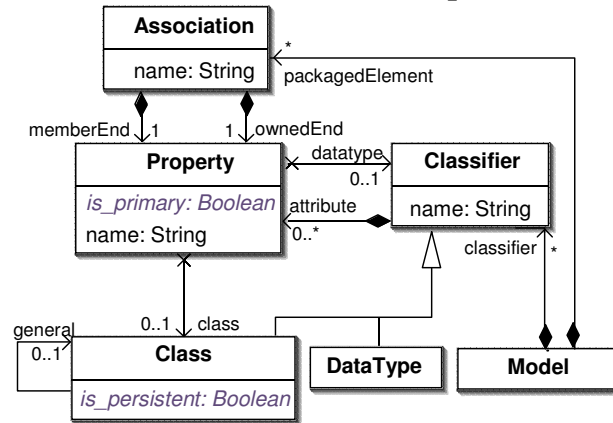 Association
name: String
*
packagedElement
memberEnd 1
1 ownedEnd
Property
is_primary: Boolean
name: String
datatype
0..1
attribute
0..*
Classifier
name: String
classifier *
0..1 class
general
0..1
Class
is_persistent: Boolean
DataType
Model